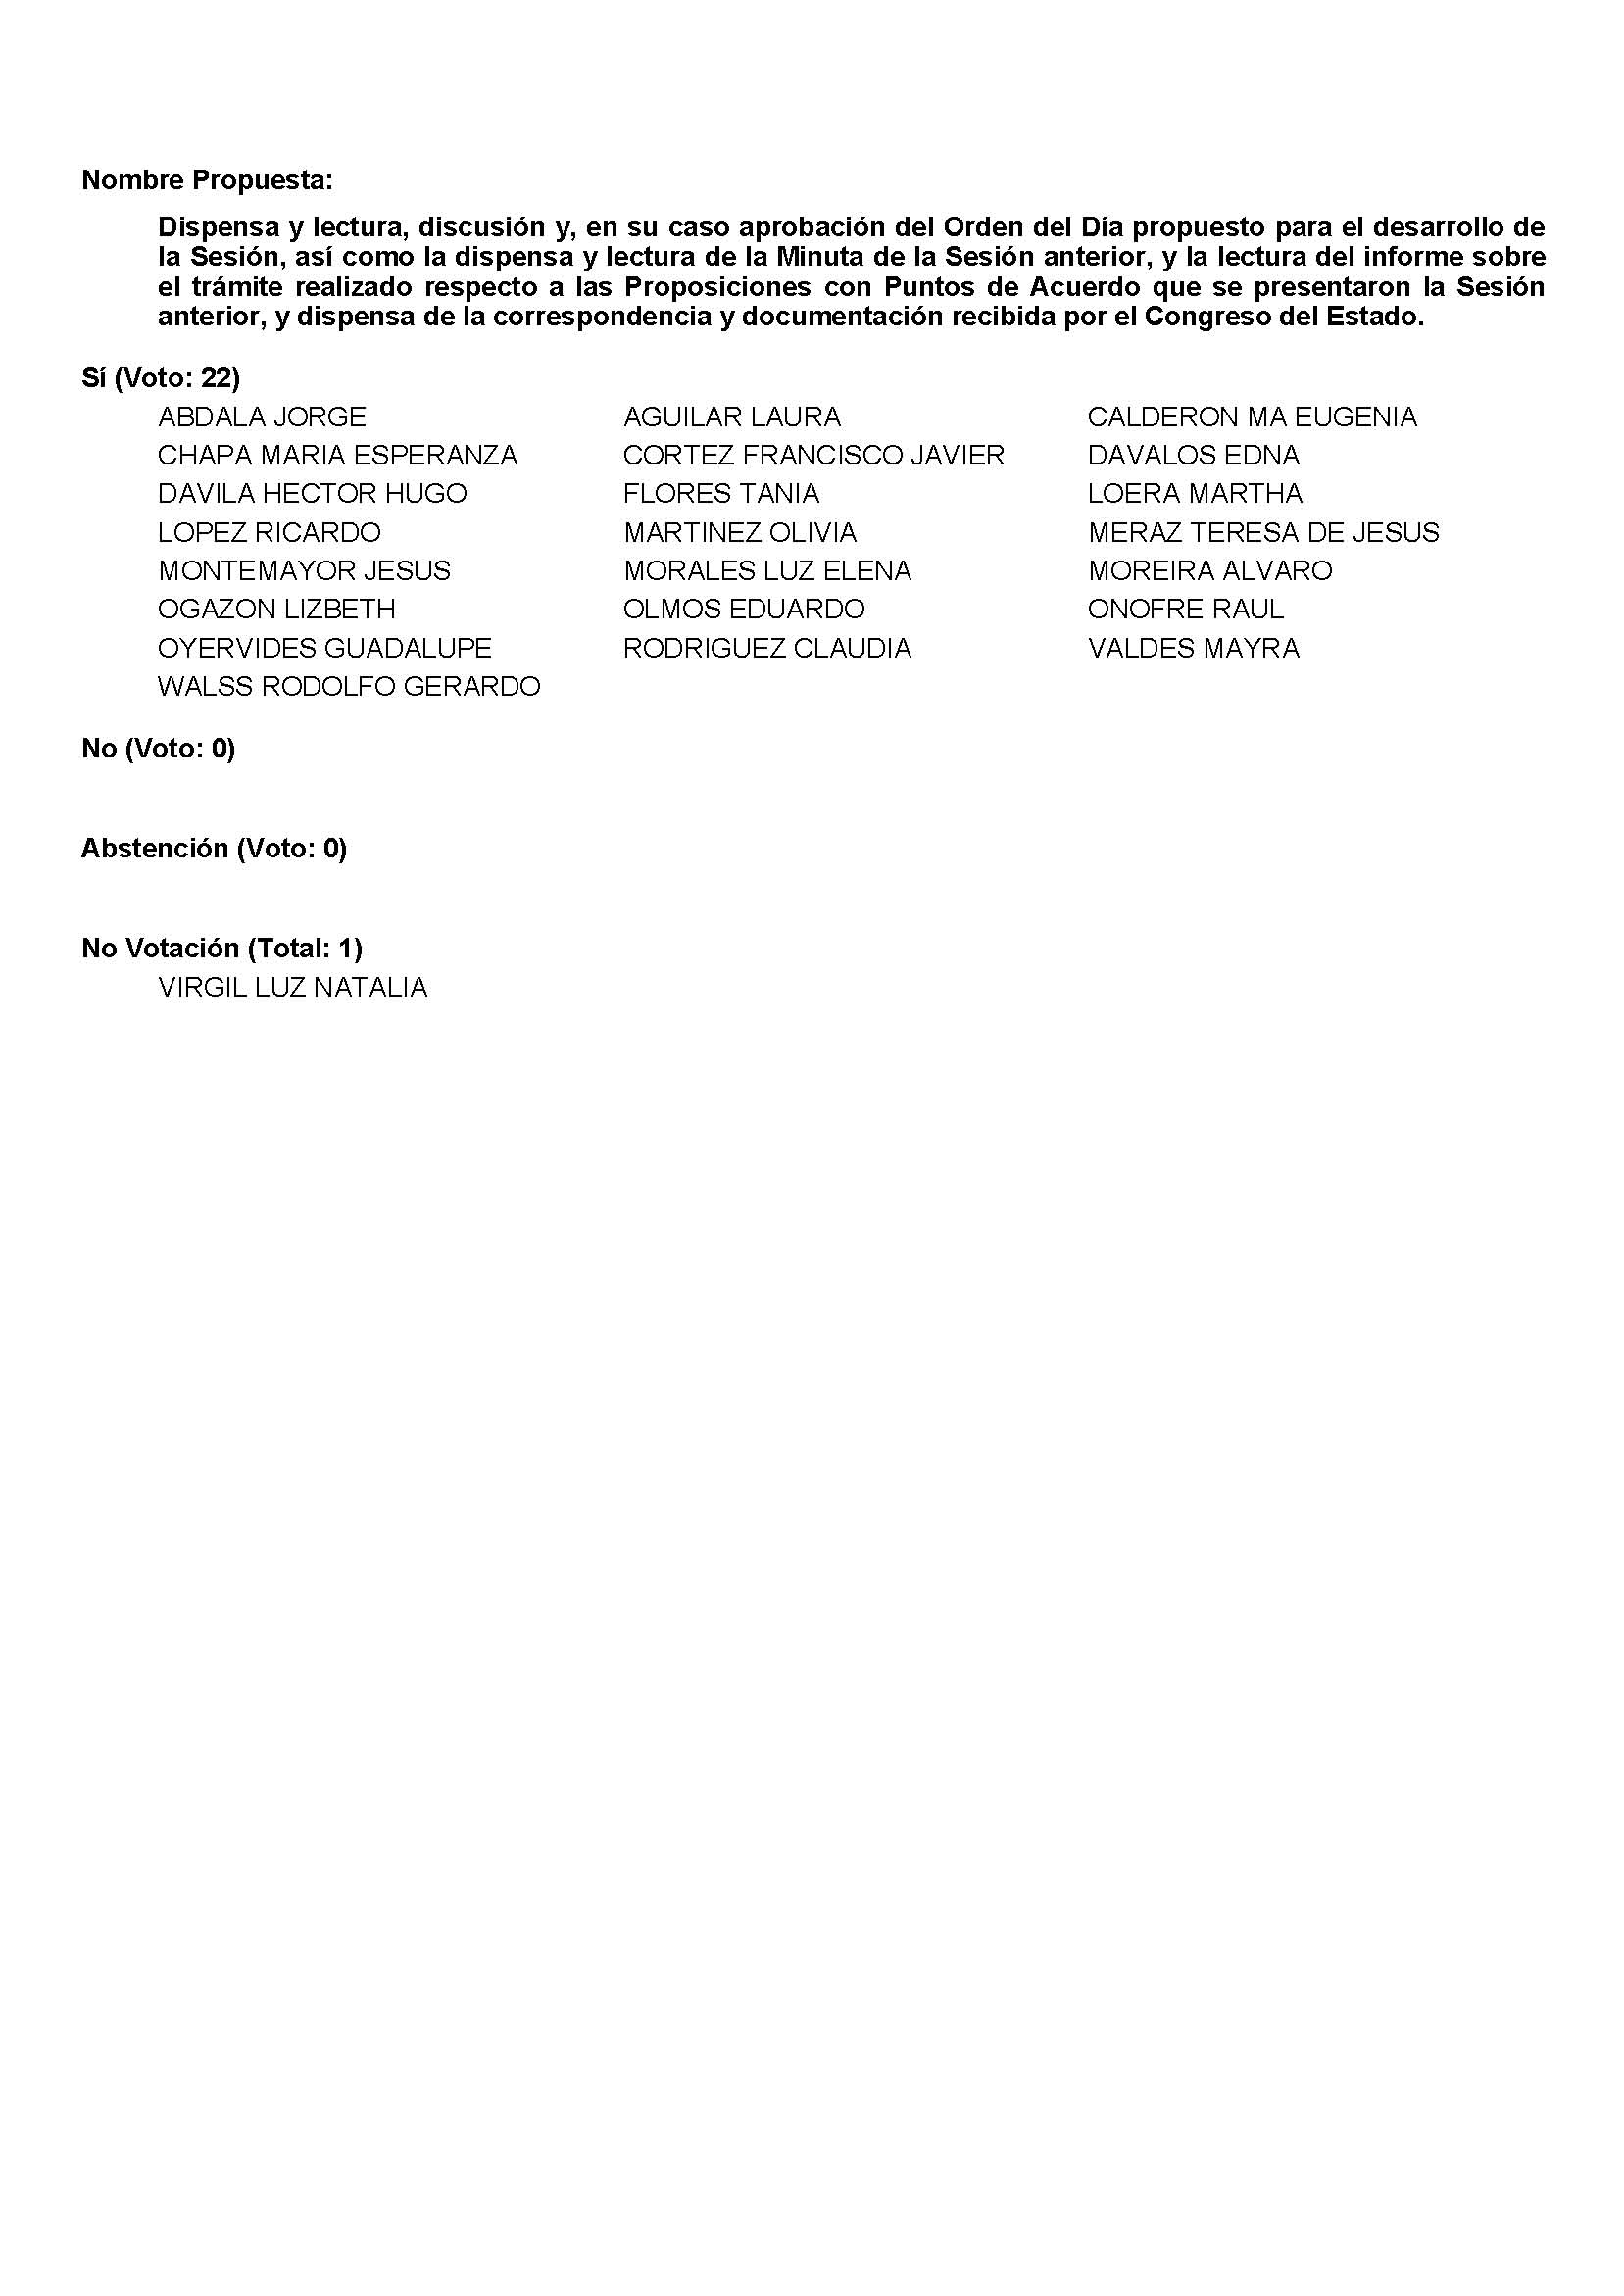 Nombre Propuesta:
Dispensa y lectura, discusión y, en su caso aprobación del Orden del Día propuesto para el desarrollo de
la Sesión, así como la dispensa y lectura de la Minuta de la Sesión anterior, y la lectura del informe sobre
el trámite realizado respecto a las Proposiciones con Puntos de Acuerdo que se presentaron la Sesión
anterior, y dispensa de la correspondencia y documentación recibida por el Congreso del Estado.
Sí (Voto: 22)
ABDALA JORGE AGUILAR LAURA CALDERON MA EUGENIA
CHAPA MARIA ESPERANZA CORTEZ FRANCISCO JAVIER DAVALOS EDNA
DAVILA HECTOR HUGO FLORES TANIA LOERA MARTHA
LOPEZ RICARDO MARTINEZ OLIVIA MERAZ TERESA DE JESUS
MONTEMAYOR JESUS MORALES LUZ ELENA MOREIRA ALVARO
OGAZON LIZBETH OLMOS EDUARDO ONOFRE RAUL
OYERVIDES GUADALUPE RODRIGUEZ CLAUDIA VALDES MAYRA
WALSS RODOLFO GERARDO
No (Voto: 0)
Abstención (Voto: 0)
No Votación (Total: 1)
VIRGIL LUZ NATALIA